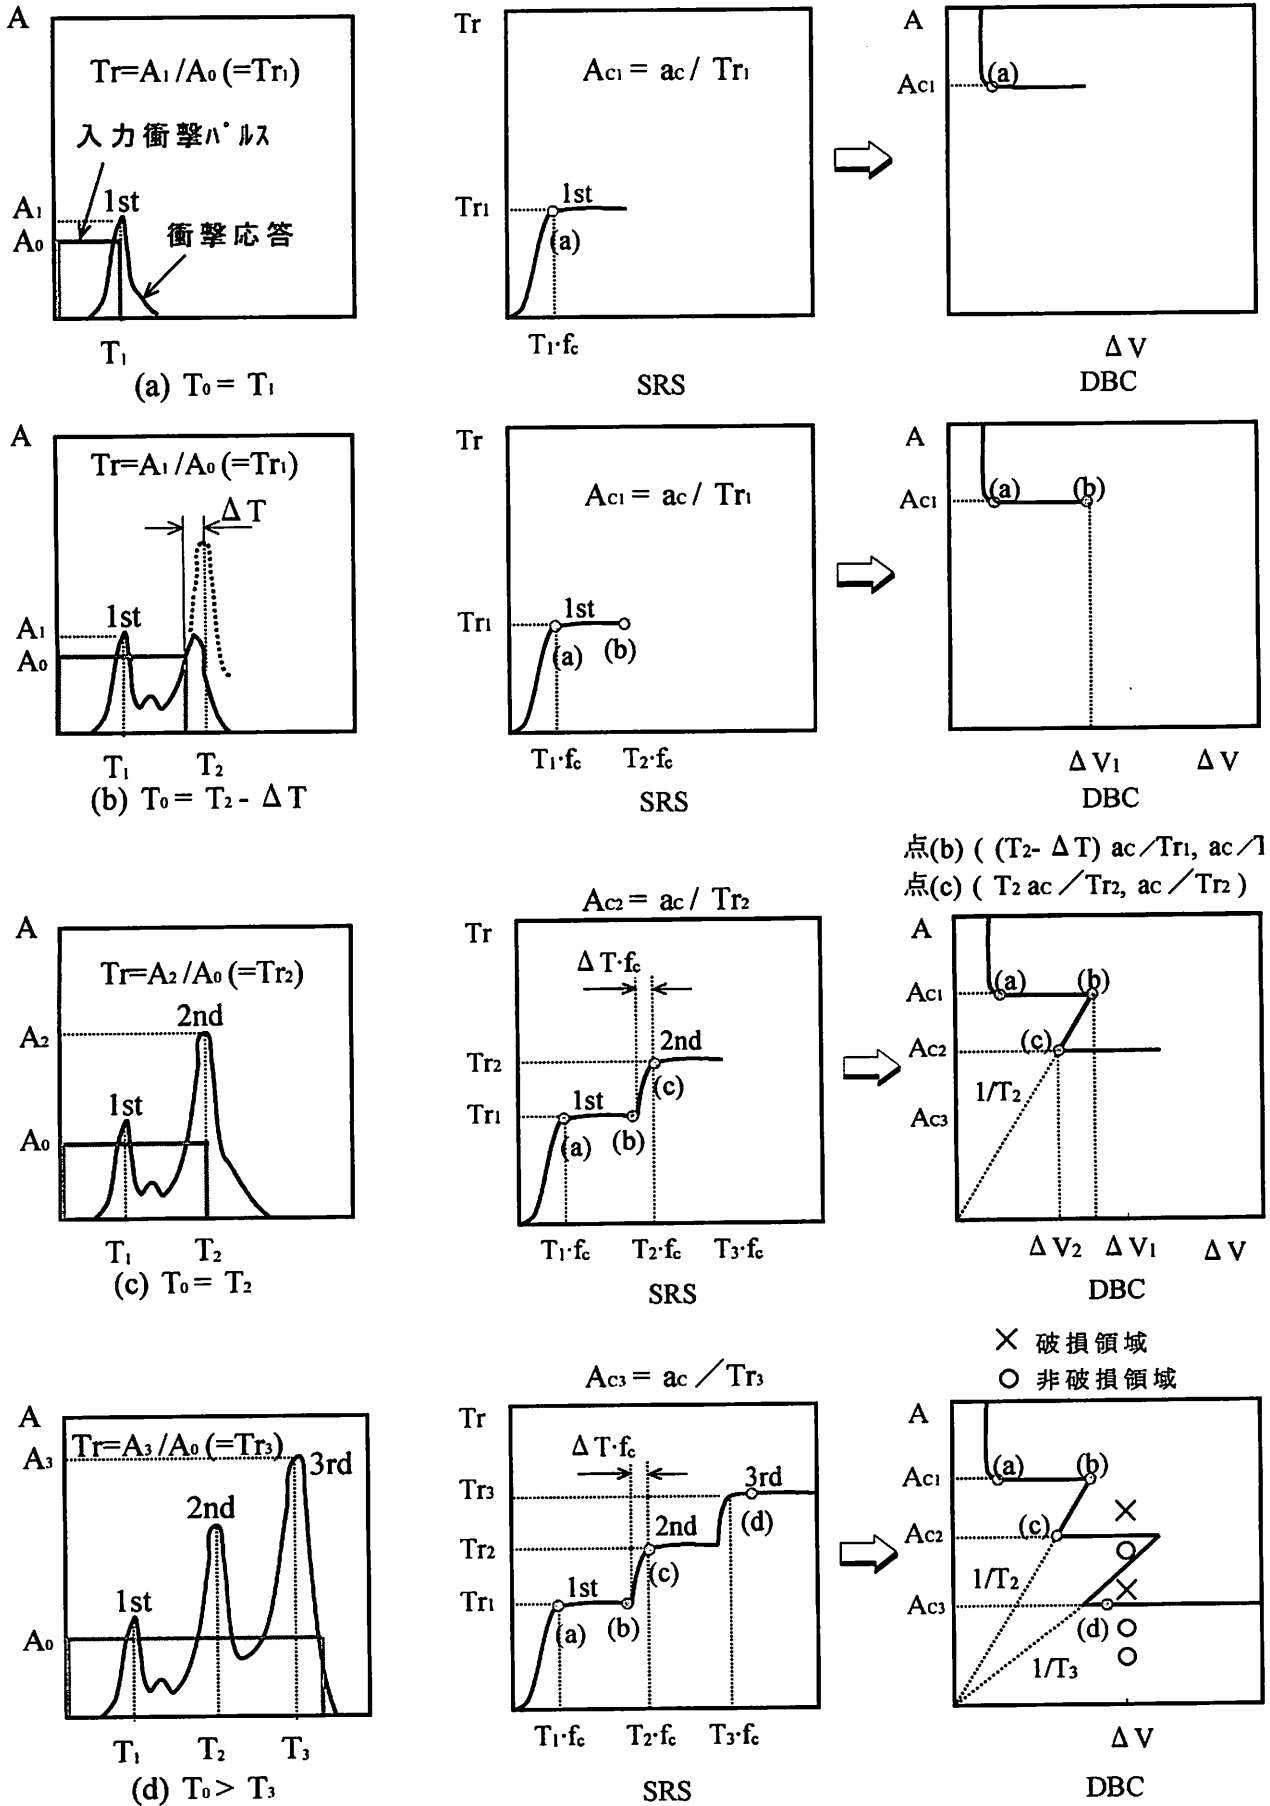 A
Tr=A₁/A₀(=Tr₁)
入力衝撃パルス
A₁
1st
A₀
衝撃応答
T₁
(a) T₀= T₁
Tr
Ac₁= ac/ Tr₁
Tr₁
1st
(a)
T₁·fc
SRS
A
Ac₁
(a)
ΔV
DBC
A
Tr=A₁/A₀(=Tr₁)
ΔT
1st
A₁
A₀
T₁ T₂
(b) T₀= T₂- ΔT
Tr
Ac₁= ac/ Tr₁
Tr₁
1st
(a) (b)
T₁·fc T₂·fc
SRS
A
Ac₁
(a) (b)
ΔV₁ ΔV
DBC
点(b) ( (T₂- ΔT) ac/Tr₁, ac/
点(c) ( T₂ ac/Tr₂, ac/Tr₂)
A
Tr=A₂/A₀(=Tr₂)
2nd
A₂
1st
A₀
T₁ T₂
(c) T₀= T₂
Ac₂= ac/ Tr₂
Tr
ΔT·fc
Tr₂
2nd
(c)
Tr₁
1st
(a) (b)
T₁·fc T₂·fc T₃·fc
SRS
A
Ac₁
(a) (b)
Ac₂
(c)
1/T₂
Ac₃
ΔV₂ ΔV₁ ΔV
DBC
× 破損領域
○ 非破損領域
A
Tr=A₃/A₀(=Tr₃)
A₃
3rd
2nd
1st
A₀
T₁ T₂ T₃
(d) T₀> T₃
Ac₃= ac/Tr₃
Tr
ΔT·fc
Tr₃
3rd
(d)
Tr₂
2nd
(c)
Tr₁
1st
(a) (b)
T₁·fc T₂·fc T₃·fc
SRS
A
Ac₁
(a) (b)
Ac₂
(c)
1/T₂
Ac₃
(d)
1/T₃
ΔV
DBC